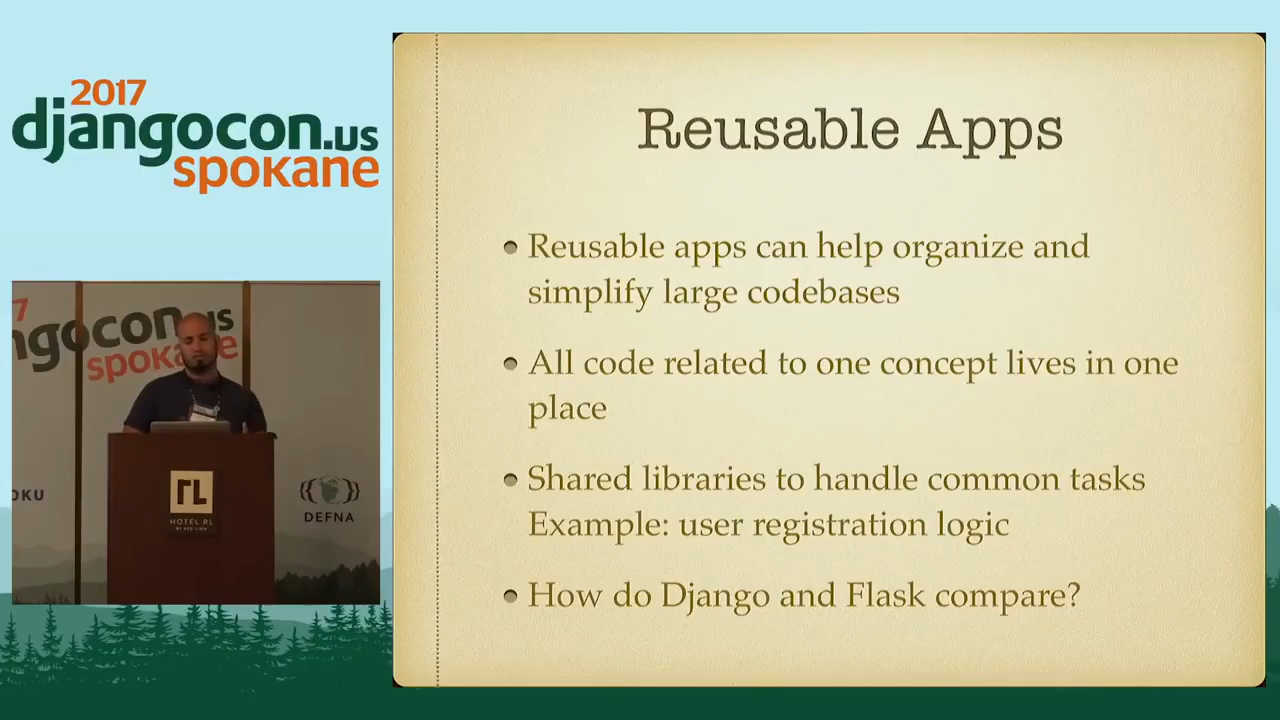 2017
djangocon.us
spokane
Reusable Apps
Reusable apps can help organize and
simplify large codebases
All code related to one concept lives in one
place
Shared libraries to handle common tasks
Example: user registration logic
How do Django and Flask compare?
7
ngocon.us
spokane
OKU
RL
HOTEL RL
DEFNA